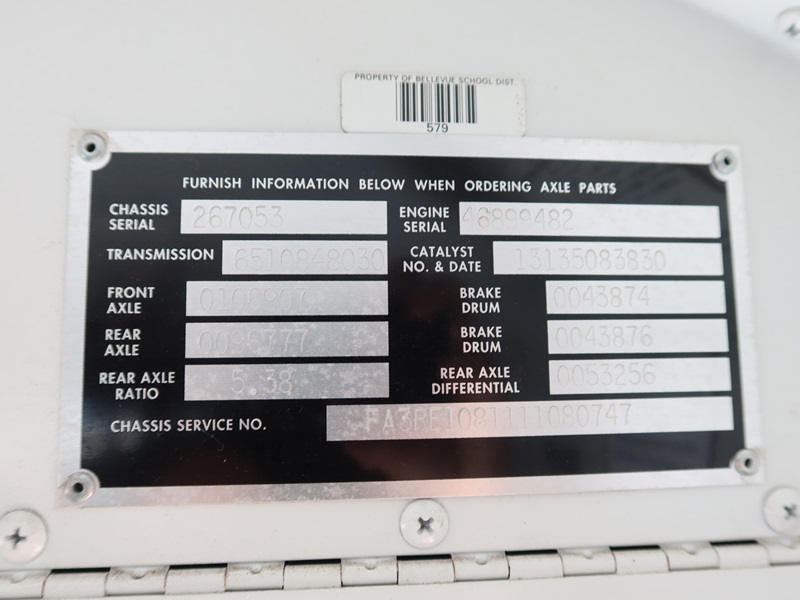 PROPERTY OF BELLEVUE SCHOOL DIST.
579
FURNISH INFORMATION BELOW WHEN ORDERING AXLE PARTS
CHASSIS SERIAL 267053 ENGINE SERIAL 46899482
TRANSMISSION 6510848030 CATALYST NO. & DATE 13135083830
FRONT AXLE BRAKE DRUM 0043874
REAR AXLE BRAKE DRUM 0043876
REAR AXLE RATIO 5.38 REAR AXLE DIFFERENTIAL 0053256
CHASSIS SERVICE NO.